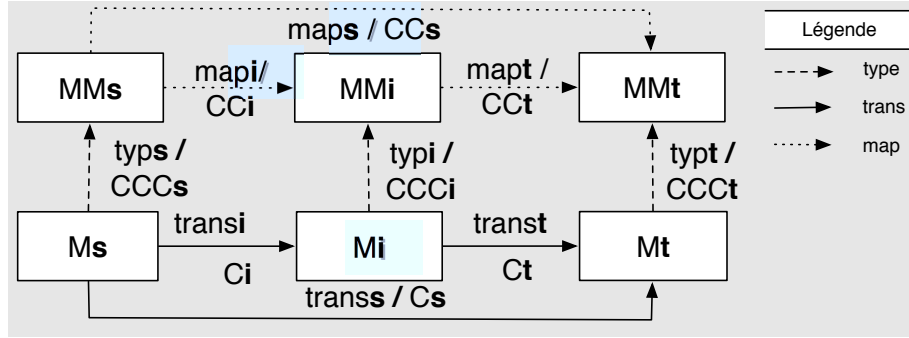 maps / CCs
Légende
MMs
mapi/
CCi
MMi
mapt /
CCt
MMt
type
trans
map
typs /
CCCs
typi /
CCCi
typt /
CCCt
Ms
transi
Ci
Mi
transt
Ct
Mt
transs / Cs